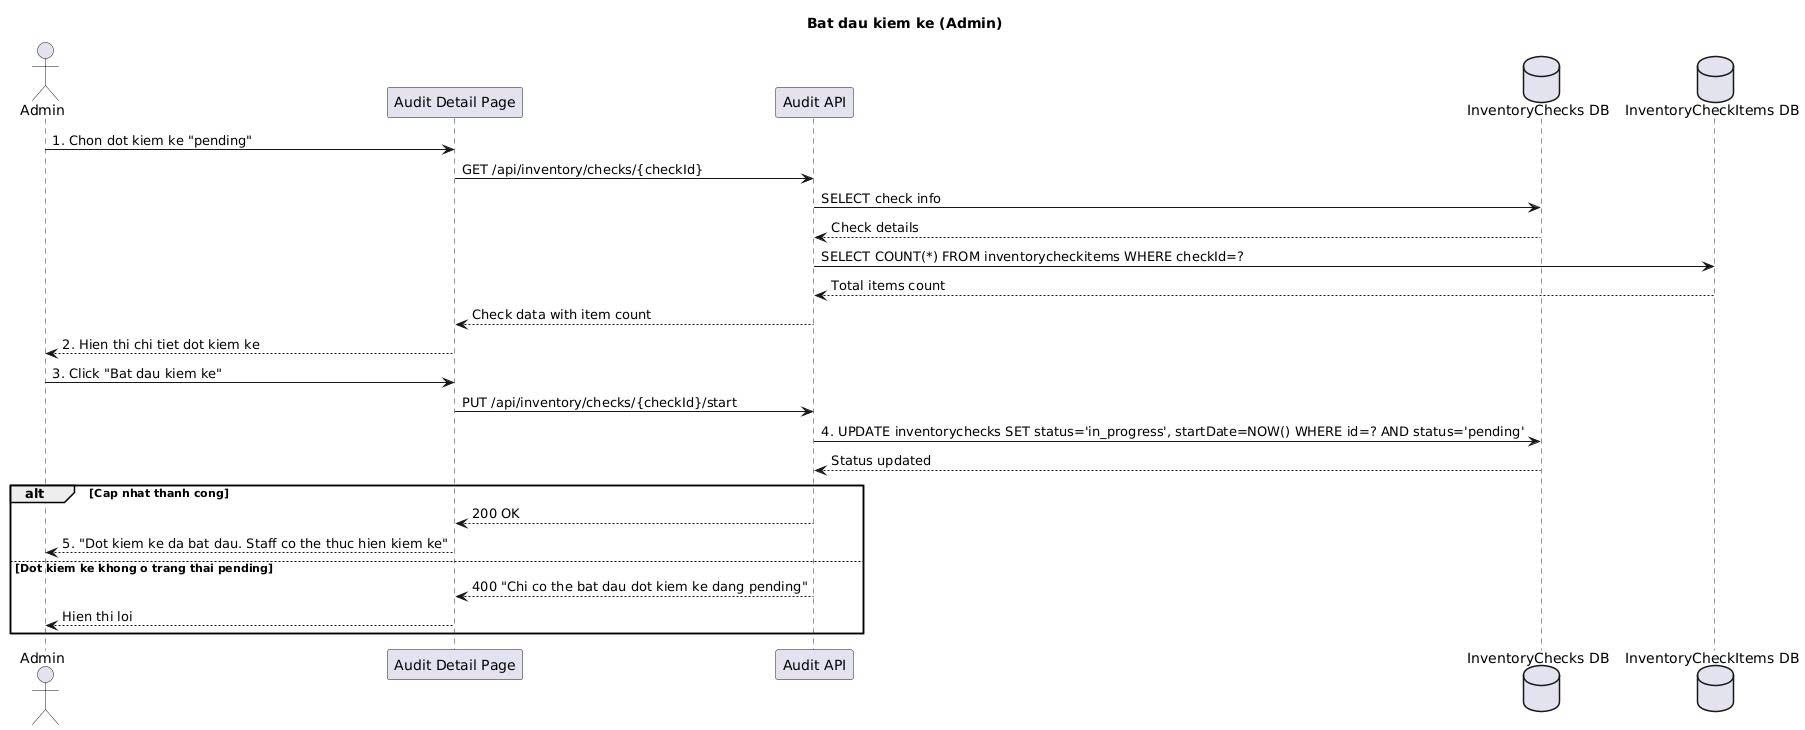 Bat dau kiem ke (Admin)
Admin
Audit Detail Page
Audit API
InventoryChecks DB
InventoryCheckItems DB
1. Chon dot kiem ke "pending"
GET /api/inventory/checks/{checkId}
SELECT check info
Check details
SELECT COUNT(*) FROM inventorycheckitems WHERE checkId=?
Total items count
Check data with item count
2. Hien thi chi tiet dot kiem ke
3. Click "Bat dau kiem ke"
PUT /api/inventory/checks/{checkId}/start
4. UPDATE inventorychecks SET status='in_progress', startDate=NOW() WHERE id=? AND status='pending'
Status updated
alt [Cap nhat thanh cong]
200 OK
5. "Dot kiem ke da bat dau. Staff co the thuc hien kiem ke"
[Dot kiem ke khong o trang thai pending]
400 "Chi co the bat dau dot kiem ke dang pending"
Hien thi loi
Admin
Audit Detail Page
Audit API
InventoryChecks DB
InventoryCheckItems DB